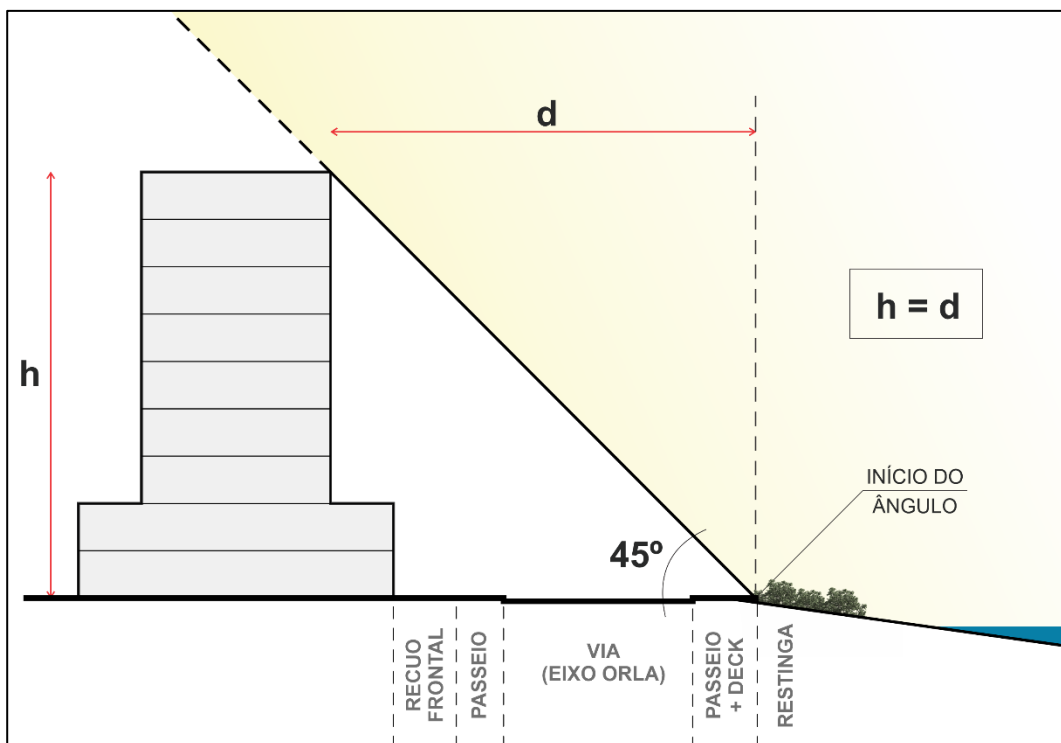 d
h = d
h
INÍCIO DO
ÂNGULO
45º
RECUO
FRONTAL
PASSEIO
VIA
(EIXO ORLA)
PASSEIO
+ DECK
RESTINGA